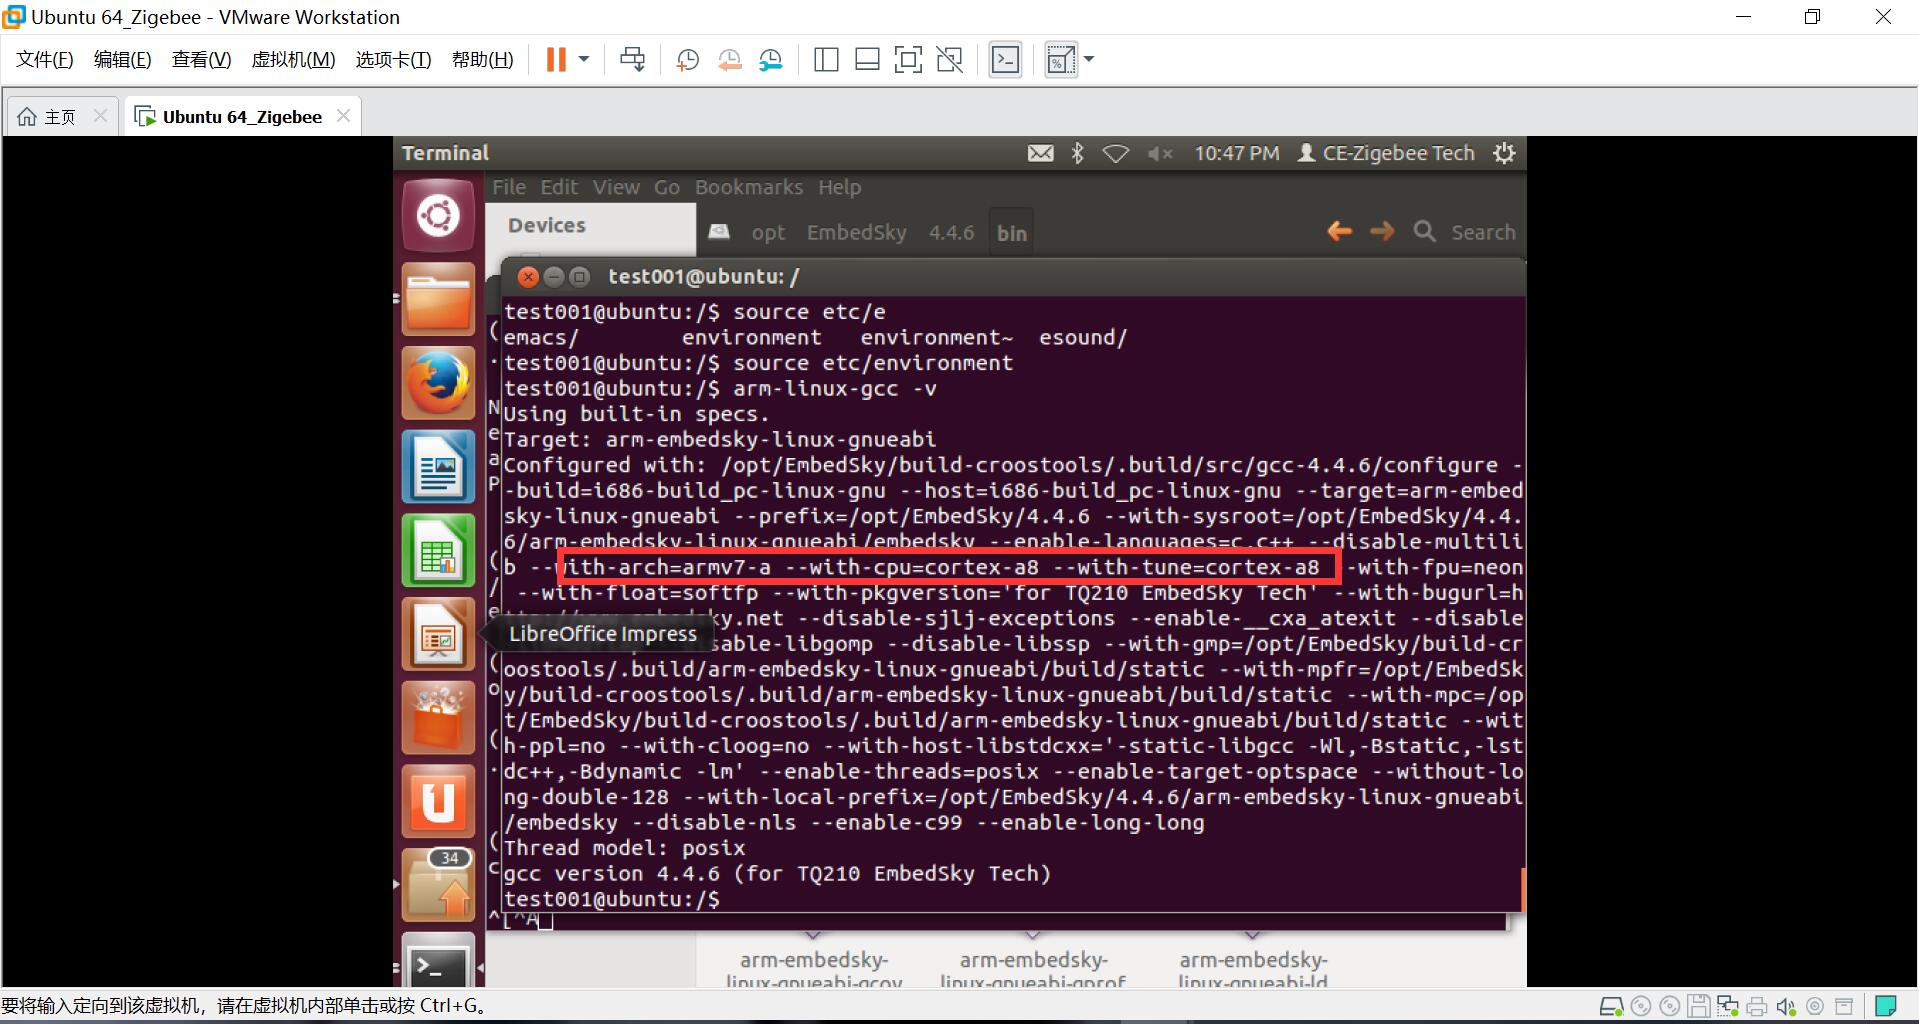 Ubuntu 64_Zigebee - VMware Workstation
文件(F) 编辑(E) 查看(V) 虚拟机(M) 选项卡(T) 帮助(H)
主页 Ubuntu 64_Zigebee
Terminal 10:47 PM CE-Zigebee Tech
File Edit View Go Bookmarks Help
Devices opt EmbedSky 4.4.6 bin Search
test001@ubuntu: /
test001@ubuntu:/$ source etc/e
emacs/ environment environment~ esound/
test001@ubuntu:/$ source etc/environment
test001@ubuntu:/$ arm-linux-gcc -v
Using built-in specs.
Target: arm-embedsky-linux-gnueabi
Configured with: /opt/EmbedSky/build-croostools/.build/src/gcc-4.4.6/configure -
-build=i686-build_pc-linux-gnu --host=i686-build_pc-linux-gnu --target=arm-embed
sky-linux-gnueabi --prefix=/opt/EmbedSky/4.4.6 --with-sysroot=/opt/EmbedSky/4.4.
6/arm-embedsky-linux-gnueabi/embedsky --enable-languages=c,c++ --disable-multili
b --with-arch=armv7-a --with-cpu=cortex-a8 --with-tune=cortex-a8 --with-fpu=neon
--with-float=softfp --with-pkgversion='for TQ210 EmbedSky Tech' --with-bugurl=h
ky.net --disable-sjlj-exceptions --enable-__cxa_atexit --disable
LibreOffice Impress
sable-libgomp --disable-libssp --with-gmp=/opt/EmbedSky/build-cr
oostools/.build/arm-embedsky-linux-gnueabi/build/static --with-mpfr=/opt/EmbedSk
y/build-croostools/.build/arm-embedsky-linux-gnueabi/build/static --with-mpc=/op
t/EmbedSky/build-croostools/.build/arm-embedsky-linux-gnueabi/build/static --wit
h-ppl=no --with-cloog=no --with-host-libstdcxx='-static-libgcc -Wl,-Bstatic,-lst
dc++,-Bdynamic -lm' --enable-threads=posix --enable-target-optspace --without-lo
ng-double-128 --with-local-prefix=/opt/EmbedSky/4.4.6/arm-embedsky-linux-gnueabi
/embedsky --disable-nls --enable-c99 --enable-long-long
Thread model: posix
34
gcc version 4.4.6 (for TQ210 EmbedSky Tech)
test001@ubuntu:/$
^[^A
arm-embedsky- arm-embedsky- arm-embedsky-
linux-gnueabi-gcov linux-gnueabi-gprof linux-gnueabi-ld
要将输入定向到该虚拟机，请在虚拟机内部单击或按 Ctrl+G。